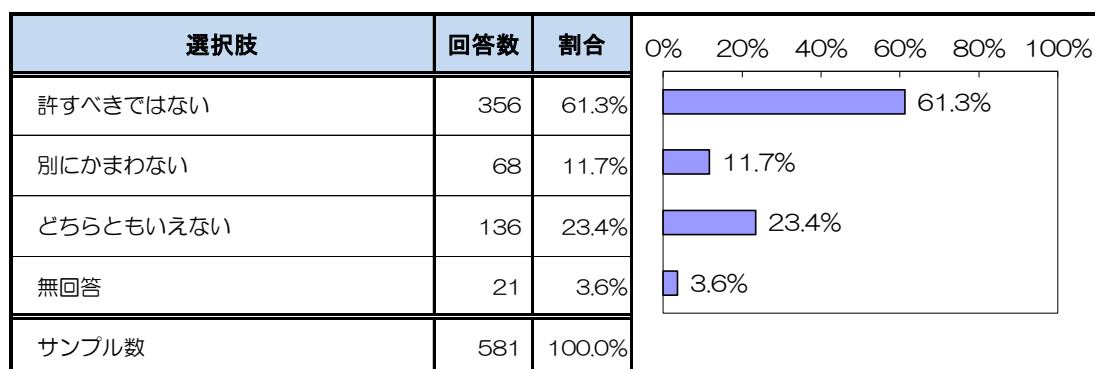 選択肢 回答数 割合
許すべきではない 356 61.3%
別にかまわない 68 11.7%
どちらともいえない 136 23.4%
無回答 21 3.6%
サンプル数 581 100.0%
0% 20% 40% 60% 80% 100%
61.3%
11.7%
23.4%
3.6%